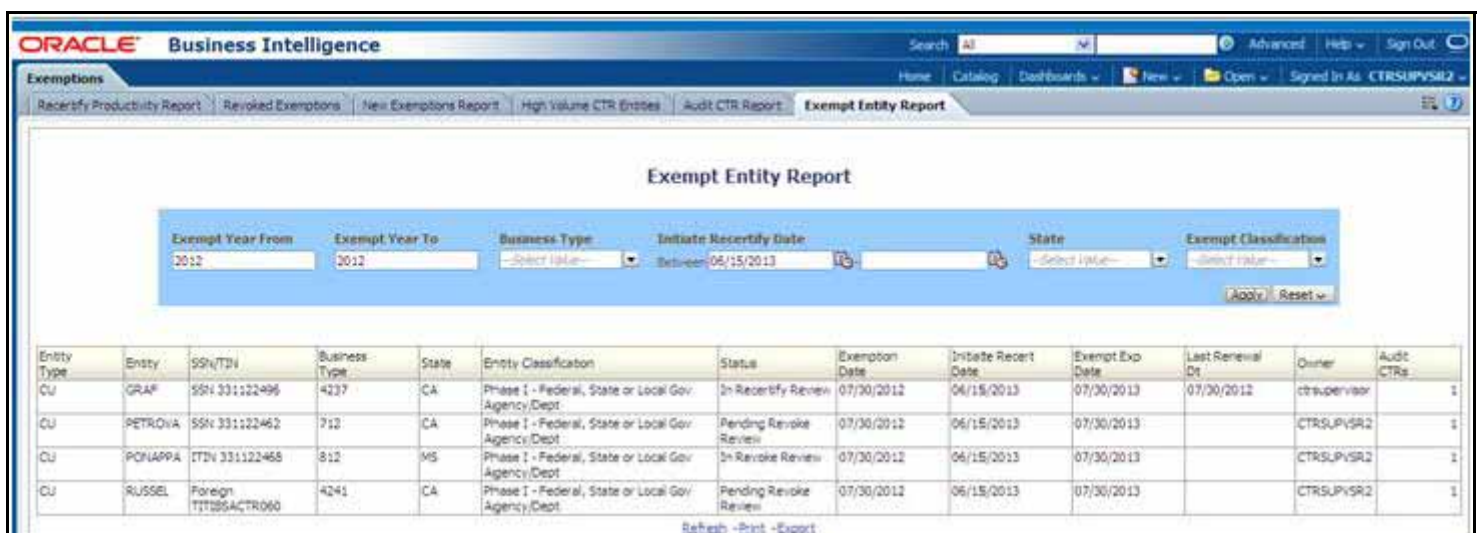 ORACLE Business Intelligence Search All Advanced Help Sign Out
Exemptions Home Catalog Dashboards New Open Signed In As CTRSUPVSR2
Recertify Productivity Report Revoked Exemptions New Exemptions Report High Volume CTR Entities Audit CTR Report Exempt Entity Report
Exempt Entity Report
Exempt Year From Exempt Year To Business Type Initiate Recertify Date State Exempt Classification
2012 2012 --Select Value-- Between 06/15/2013 - --Select Value-- --Select Value--
Apply Reset
Entity Type Entity SSN/TIN Business Type State Entity Classification Status Exemption Date Initiate Recert Date Exempt Exp Date Last Renewal Dt Owner Audit CTRs
CU GRAF SSN 331122496 4237 CA Phase I - Federal, State or Local Gov Agency/Dept In Recertify Review 07/30/2012 06/15/2013 07/30/2013 07/30/2012 ctrsupervisor 1
CU PETROVA SSN 331122462 712 CA Phase I - Federal, State or Local Gov Agency/Dept Pending Revoke Review 07/30/2012 06/15/2013 07/30/2013 CTRSUPVSR2 1
CU PONAPPA ITIN 331122468 812 MS Phase I - Federal, State or Local Gov Agency/Dept In Revoke Review 07/30/2012 06/15/2013 07/30/2013 CTRSUPVSR2 1
CU RUSSEL Foreign 4241 CA Phase I - Federal, State or Local Gov Agency/Dept Pending Revoke Review 07/30/2012 06/15/2013 07/30/2013 CTRSUPVSR2 1
Refresh - Print - Export